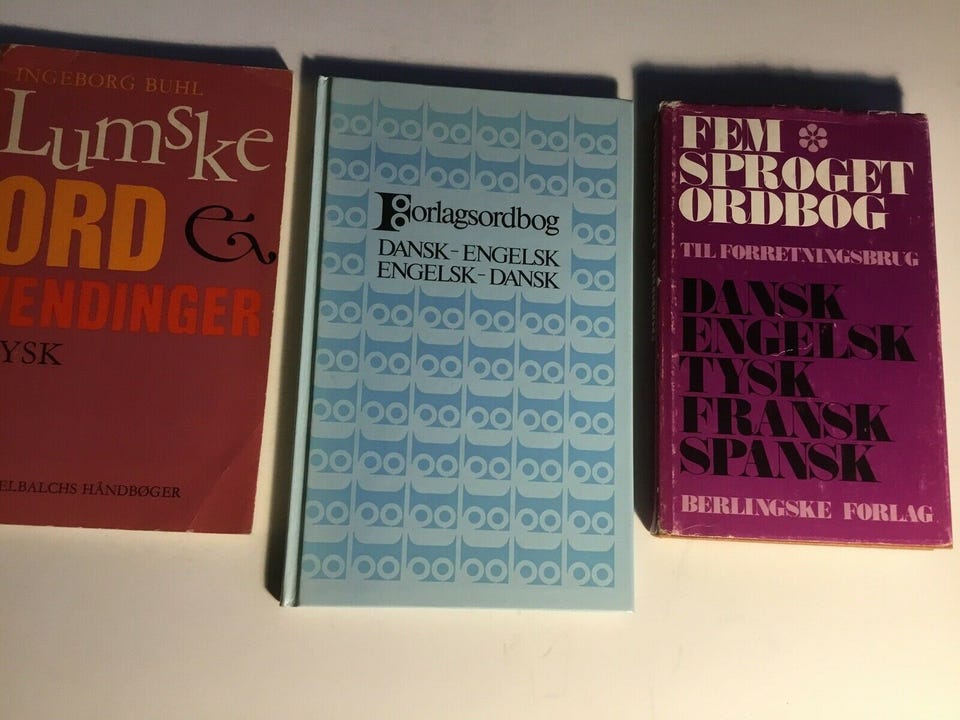 INGEBORG BUHL
Lumske
ORD &
VENDINGER
YSK
ELBALCHS HÅNDBØGER
Forlagsordbog
DANSK-ENGELSK
ENGELSK-DANSK
FEM
SPROGET
ORDBOG
TIL FORRETNINGSBRUG
DANSK
ENGELSK
TYSK
FRANSK
SPANSK
BERLINGSKE FORLAG